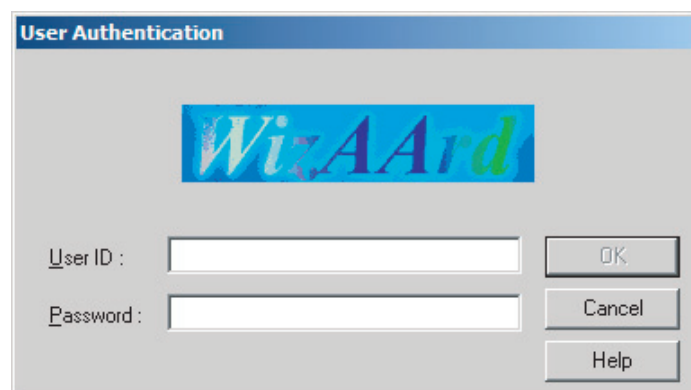 User Authentication
WizAArd
User ID :
OK
Password :
Cancel
Help